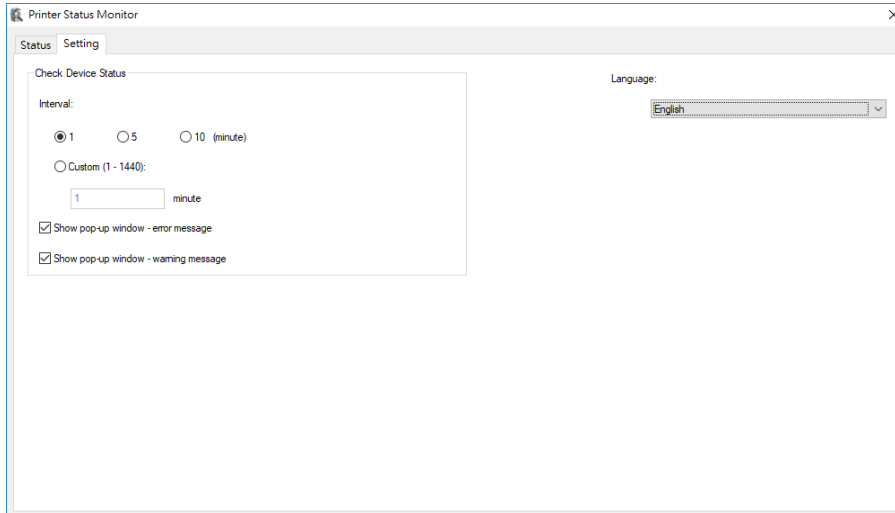 Printer Status Monitor
Status Setting
Check Device Status
Interval:
1 5 10 (minute)
Custom (1 - 1440):
1 minute
Show pop-up window - error message
Show pop-up window - warning message
Language:
English